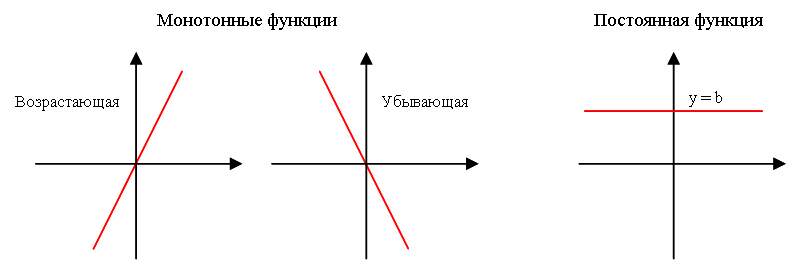 Монотонные функции
Постоянная функция
Возрастающая
Убывающая
y = b